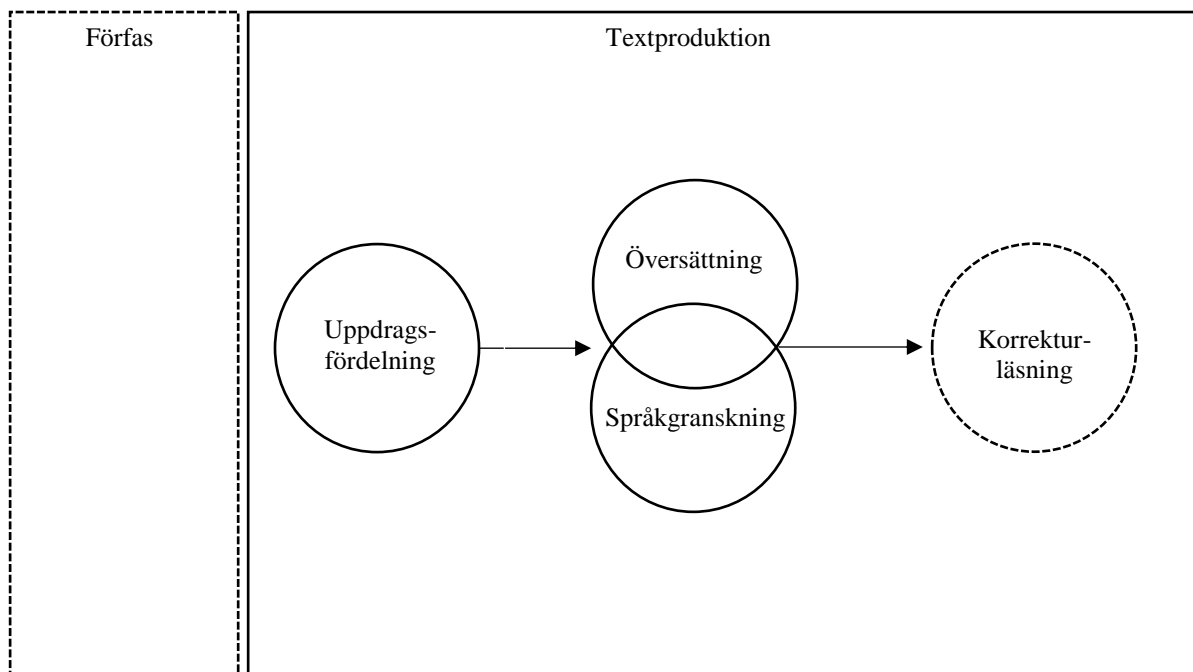 Förfas
Textproduktion
Uppdrags-
fördelning
Översättning
Språkgranskning
Korrektur-
läsning